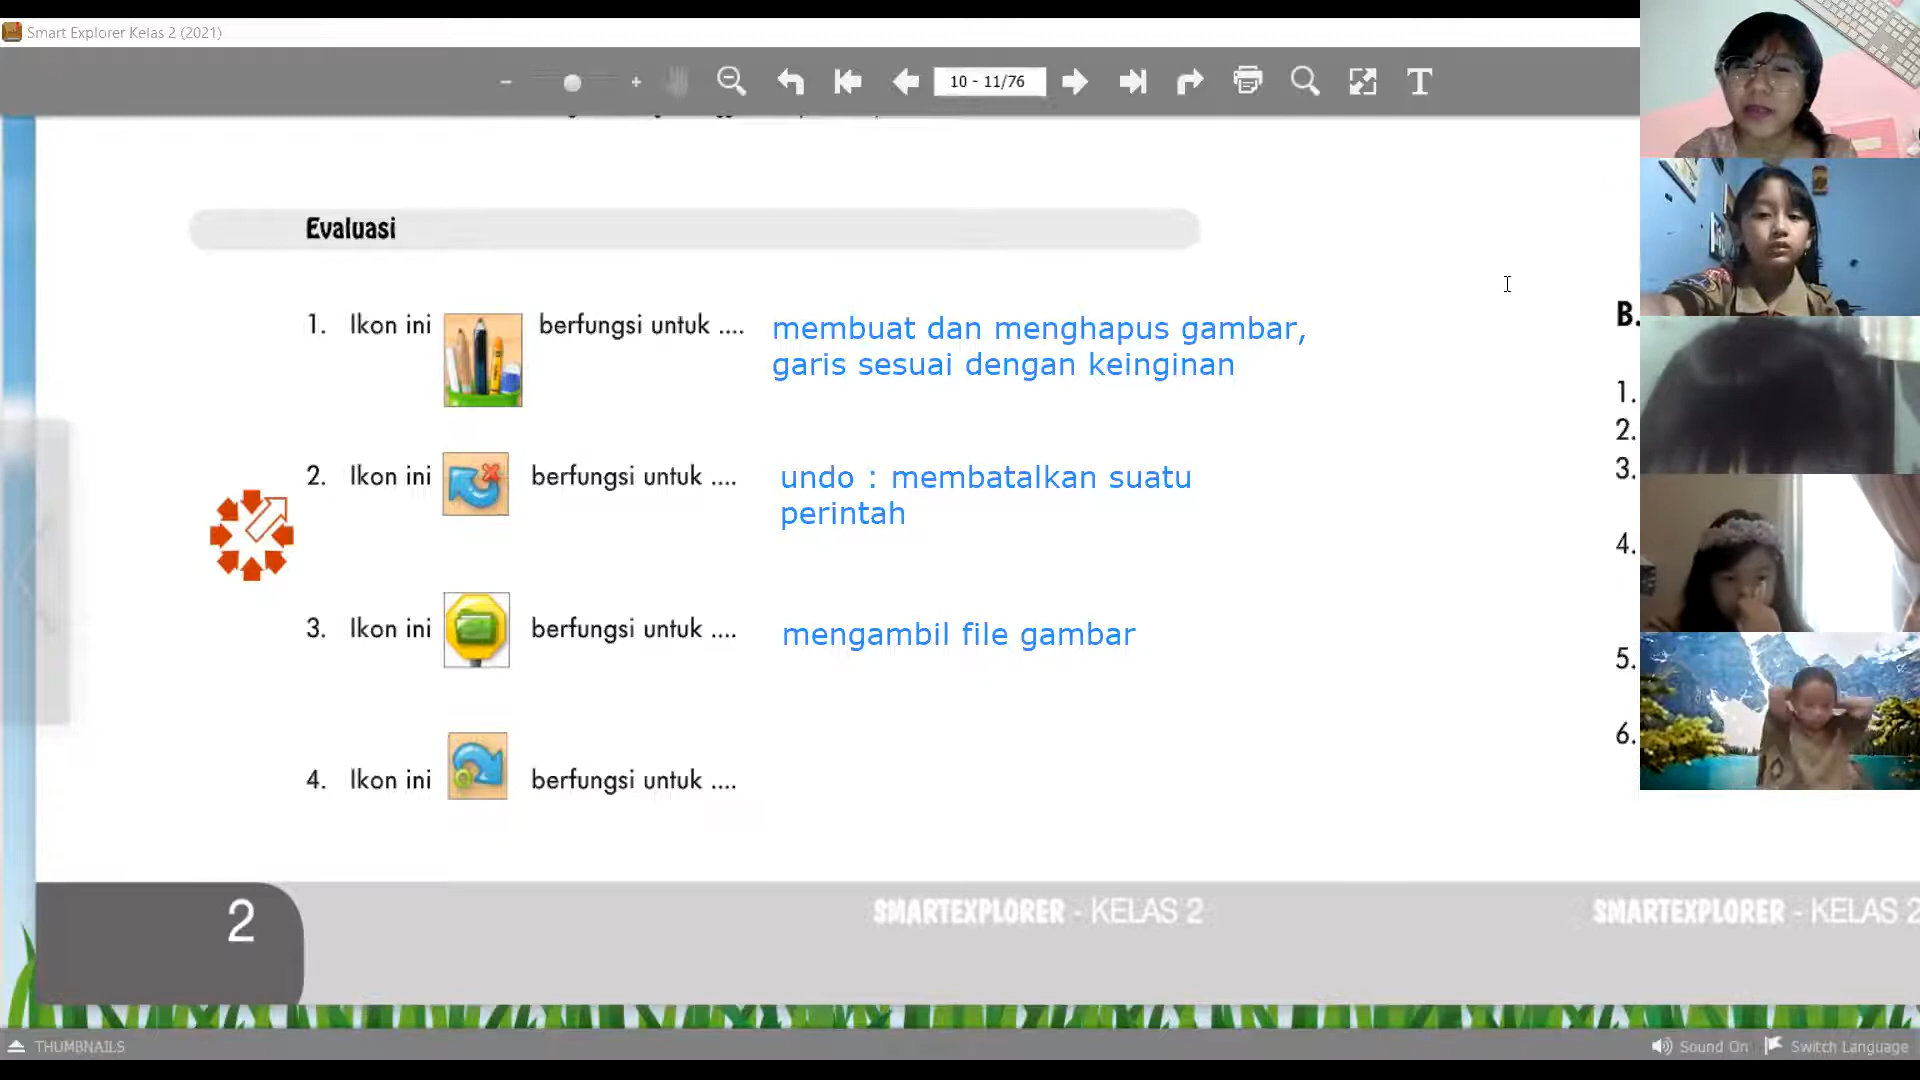 Smart Explorer Kelas 2 (2021)
10 - 11/76
T
Evaluasi
1. Ikon ini berfungsi untuk .... membuat dan menghapus gambar,
garis sesuai dengan keinginan
2. Ikon ini berfungsi untuk .... undo : membatalkan suatu
perintah
3. Ikon ini berfungsi untuk .... mengambil file gambar
4. Ikon ini berfungsi untuk ....
B.
1.
2.
3.
4.
5.
6.
2
SMARTEXPLORER - KELAS 2
SMARTEXPLORER - KELAS 2
THUMBNAILS
Sound On
Switch Language